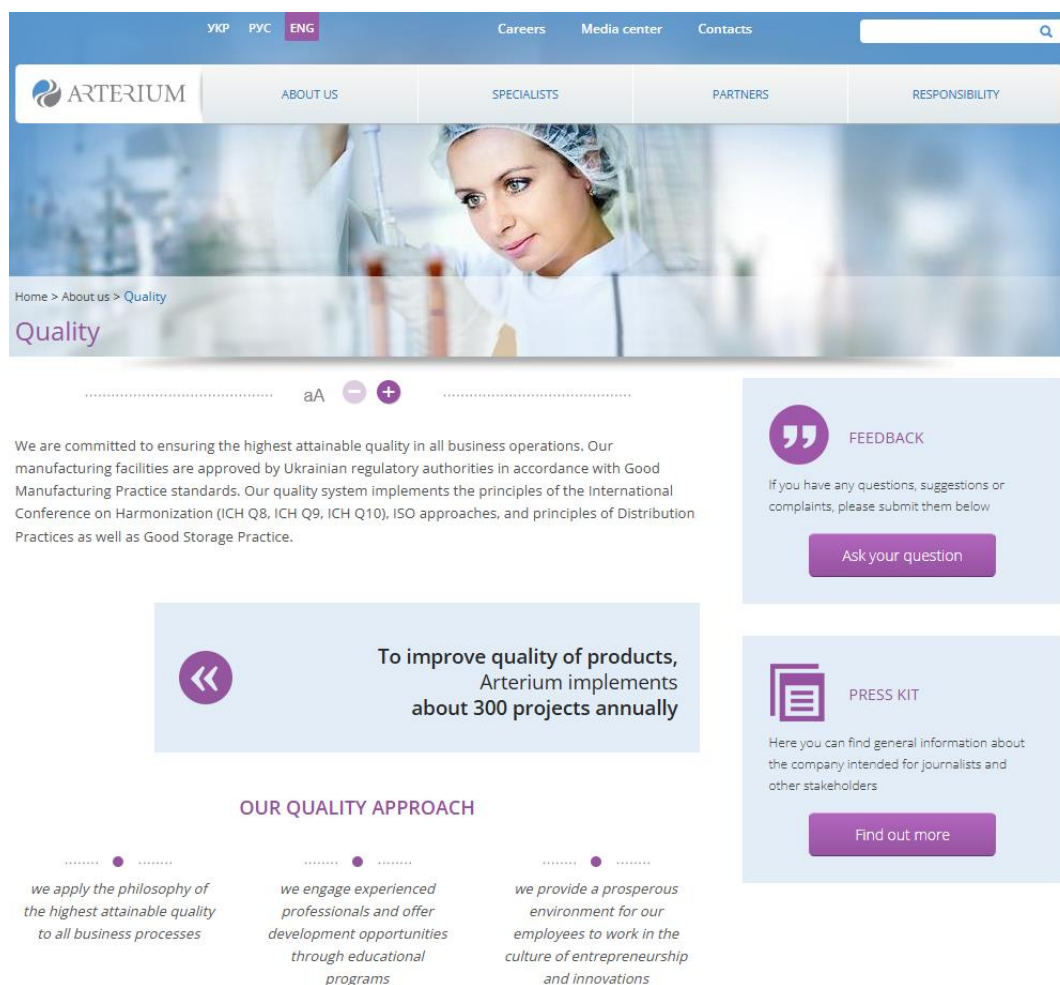 УКР РУС ENG
Careers Media center Contacts
ARTERIUM
ABOUT US SPECIALISTS PARTNERS RESPONSIBILITY
Home > About us > Quality
Quality
aA
We are committed to ensuring the highest attainable quality in all business operations. Our
manufacturing facilities are approved by Ukrainian regulatory authorities in accordance with Good
Manufacturing Practice standards. Our quality system implements the principles of the International
Conference on Harmonization (ICH Q8, ICH Q9, ICH Q10), ISO approaches, and principles of Distribution
Practices as well as Good Storage Practice.
To improve quality of products,
Arterium implements
about 300 projects annually
OUR QUALITY APPROACH
we apply the philosophy of
the highest attainable quality
to all business processes
we engage experienced
professionals and offer
development opportunities
through educational
programs
we provide a prosperous
environment for our
employees to work in the
culture of entrepreneurship
and innovations
FEEDBACK
If you have any questions, suggestions or
complaints, please submit them below
Ask your question
PRESS KIT
Here you can find general information about
the company intended for journalists and
other stakeholders
Find out more